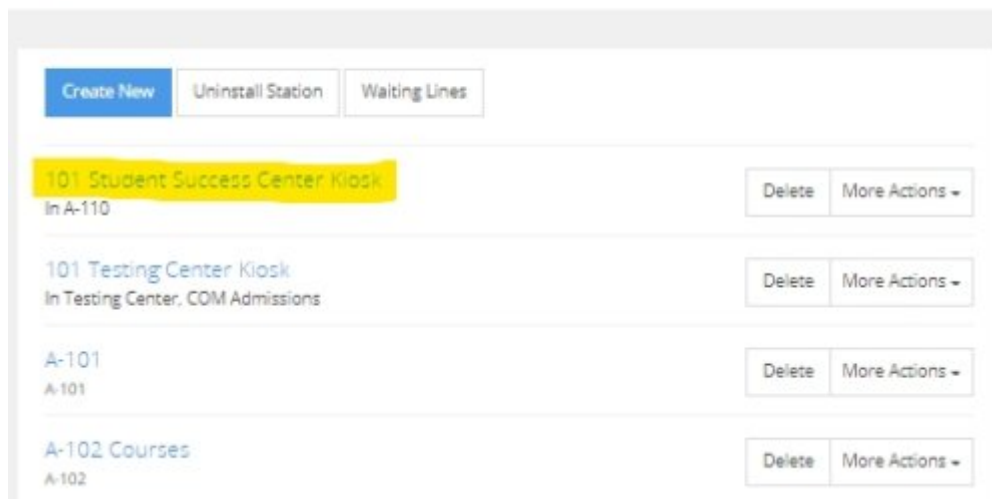 Create New Uninstall Station Waiting Lines
101 Student Success Center Kiosk
In A-110
Delete More Actions
101 Testing Center Kiosk
In Testing Center, COM Admissions
Delete More Actions
A-101
A-101
Delete More Actions
A-102 Courses
A-102
Delete More Actions